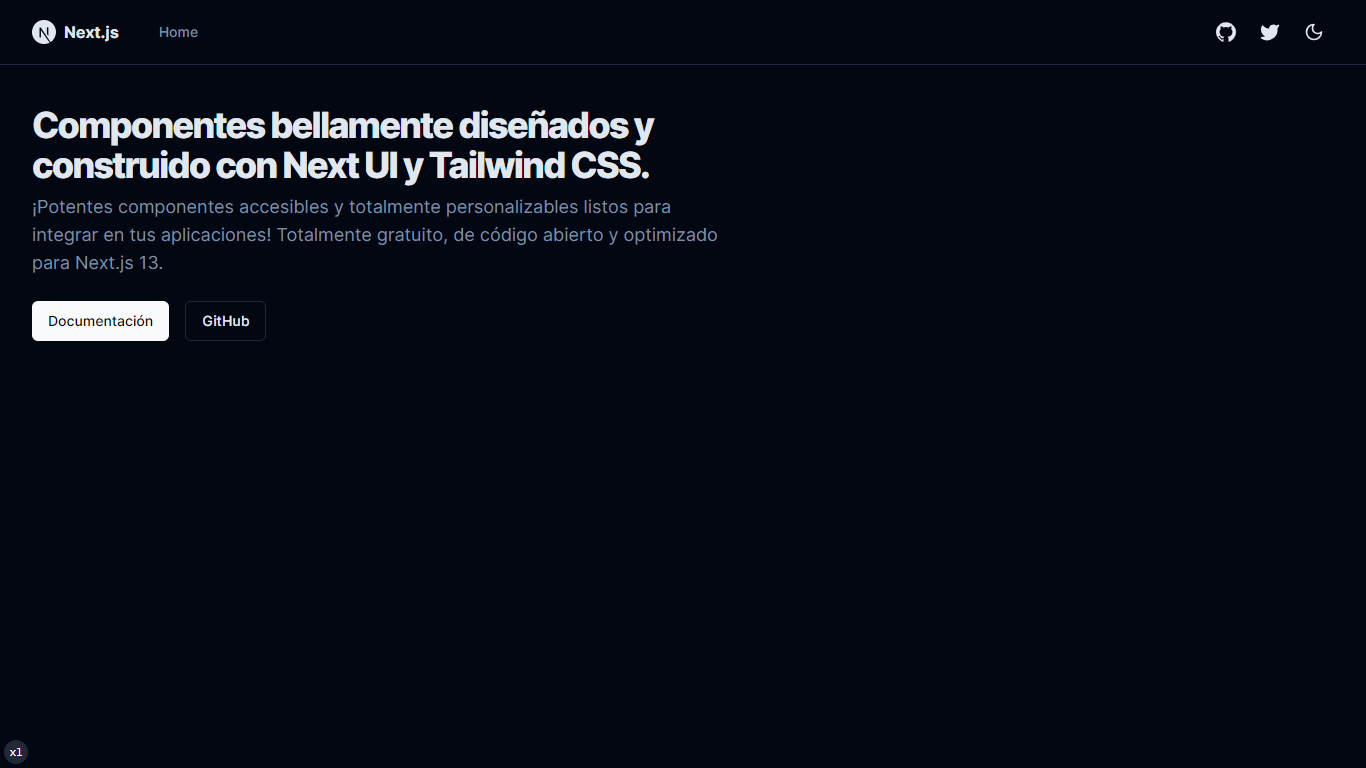 Next.js
Home
Componentes bellamente diseñados y
construido con Next UI y Tailwind CSS.
¡Potentes componentes accesibles y totalmente personalizables listos para
integrar en tus aplicaciones! Totalmente gratuito, de código abierto y optimizado
para Next.js 13.
Documentación
GitHub
xl